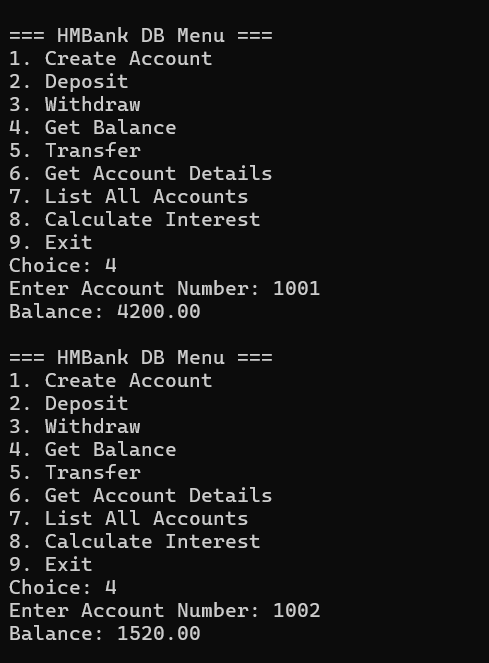 === HMBank DB Menu ===
1. Create Account
2. Deposit
3. Withdraw
4. Get Balance
5. Transfer
6. Get Account Details
7. List All Accounts
8. Calculate Interest
9. Exit
Choice: 4
Enter Account Number: 1001
Balance: 4200.00

=== HMBank DB Menu ===
1. Create Account
2. Deposit
3. Withdraw
4. Get Balance
5. Transfer
6. Get Account Details
7. List All Accounts
8. Calculate Interest
9. Exit
Choice: 4
Enter Account Number: 1002
Balance: 1520.00